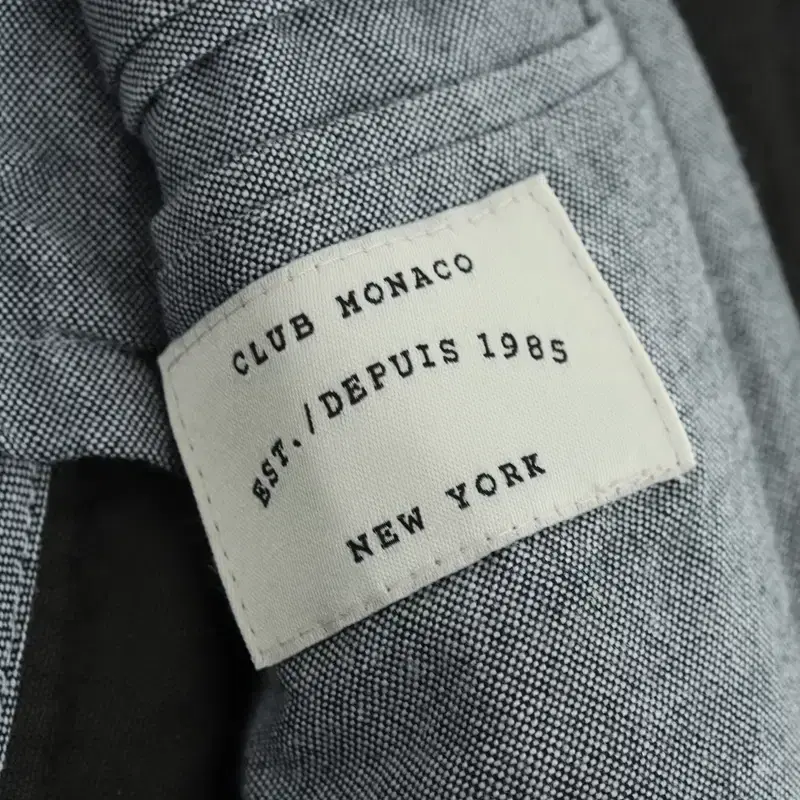 CLUB MONACO
EST./DEPUIS 1985
NEW YORK